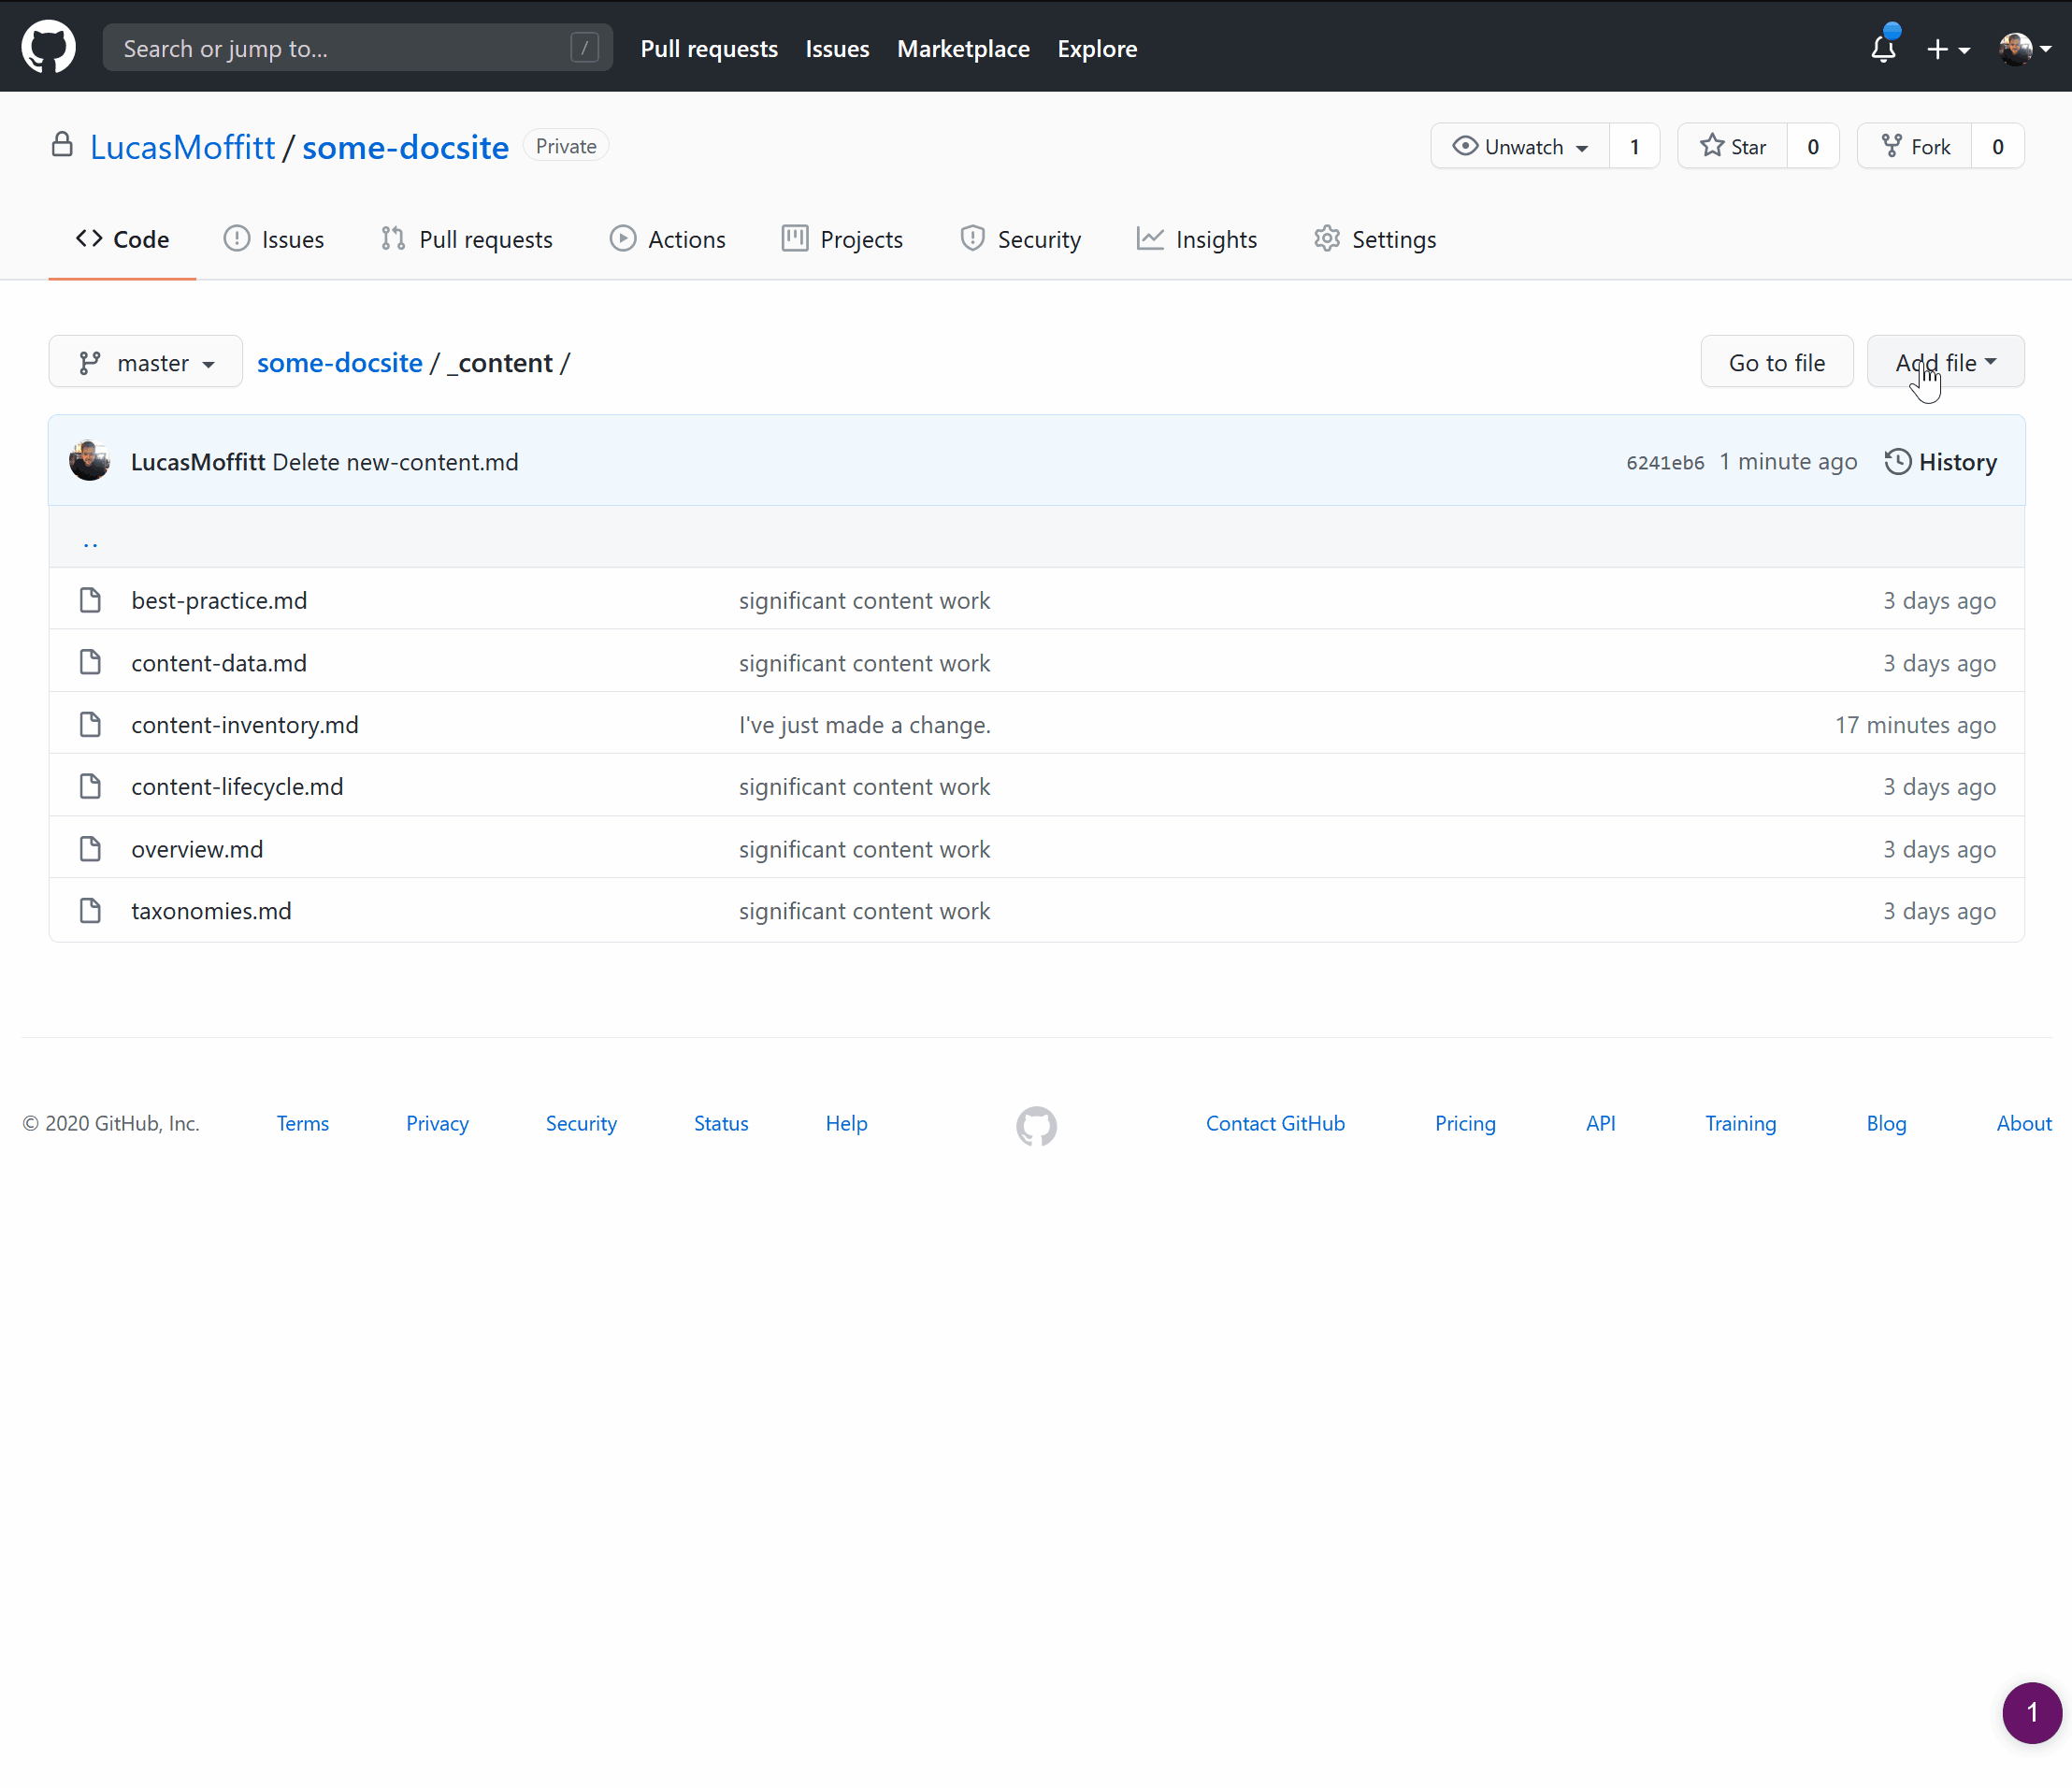 Search or jump to... / Pull requests Issues Marketplace Explore
LucasMoffitt / some-docsite Private Unwatch 1 Star 0 Fork 0
Code Issues Pull requests Actions Projects Security Insights Settings
master some-docsite / _content / Go to file Add file
LucasMoffitt Delete new-content.md 6241eb6 1 minute ago History
..
best-practice.md significant content work 3 days ago
content-data.md significant content work 3 days ago
content-inventory.md I've just made a change. 17 minutes ago
content-lifecycle.md significant content work 3 days ago
overview.md significant content work 3 days ago
taxonomies.md significant content work 3 days ago
© 2020 GitHub, Inc. Terms Privacy Security Status Help Contact GitHub Pricing API Training Blog About
1